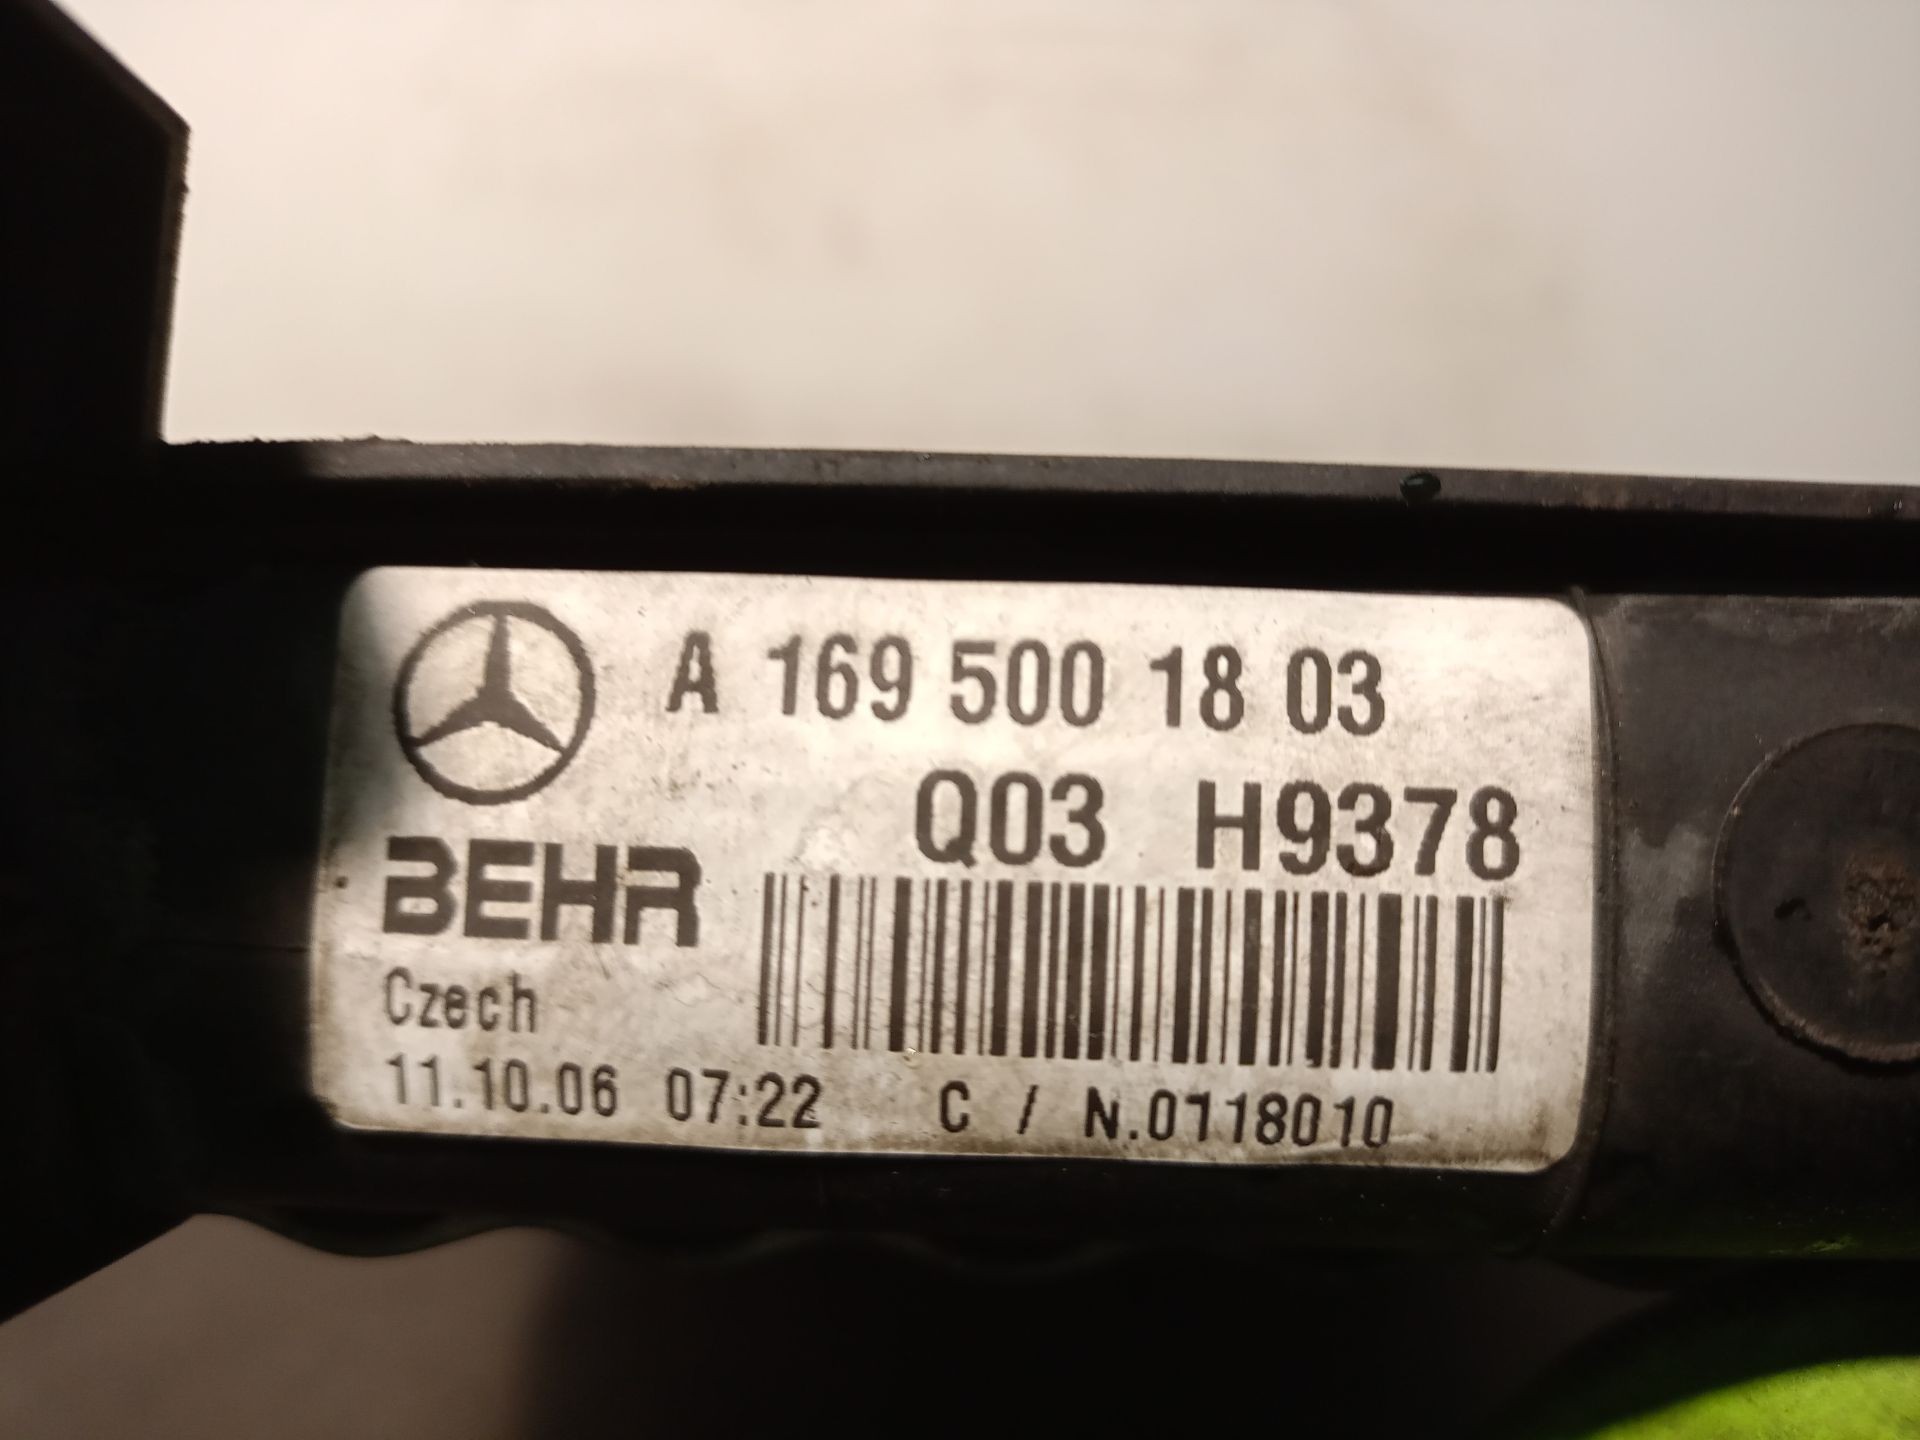 A 169 500 18 03
Q03 H9378
BEHR
Czech
11.10.06 07:22 C / N.0118010